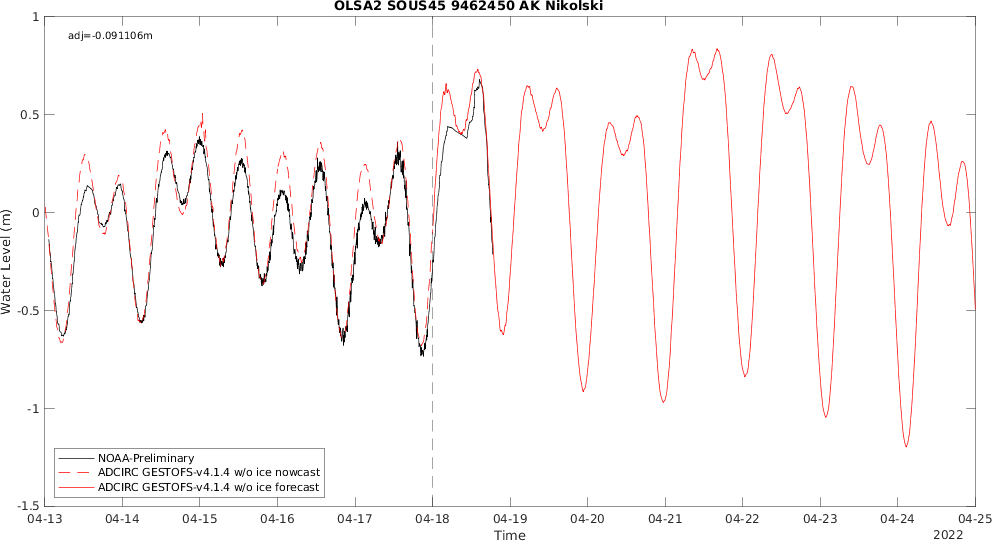 OLSA2 SOUS45 9462450 AK Nikolski
adj=-0.091106m
1
0.5
0
-0.5
-1
-1.5
Water Level (m)
NOAA-Preliminary
ADCIRC GESTOFS-v4.1.4 w/o ice nowcast
ADCIRC GESTOFS-v4.1.4 w/o ice forecast
04-13 04-14 04-15 04-16 04-17 04-18 04-19 04-20 04-21 04-22 04-23 04-24 04-25
Time
2022